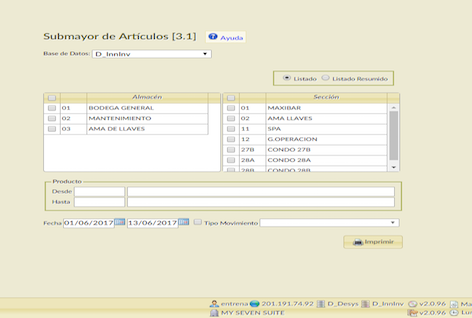 Submayor de Artículos [3.1] Ayuda
Base de Datos: D_InnInv
Listado Listado Resumido
Almacén
01 BODEGA GENERAL
02 MANTENIMIENTO
03 AMA DE LLAVES
Sección
01 MAXIBAR
02 AMA LLAVES
11 SPA
12 G.OPERACION
27B CONDO 27B
28A CONDO 28A
28B CONDO 28B
Producto
Desde
Hasta
Fecha 01/06/2017 13/06/2017 Tipo Movimiento
Imprimir
entrena 201.191.74.92 D_Desys D_InnInv v2.0.96 Ma
MY SEVEN SUITE v2.0.96 Lu